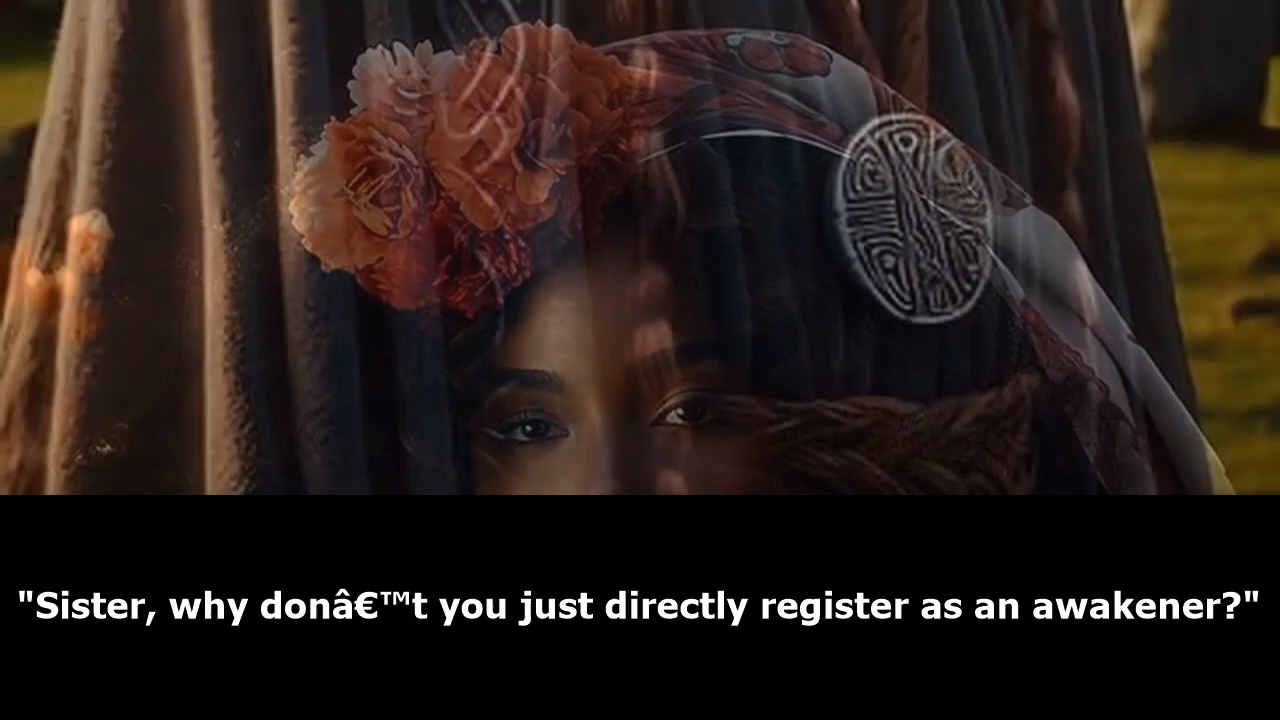 "Sister, why donâ€™t you just directly register as an awakener?"